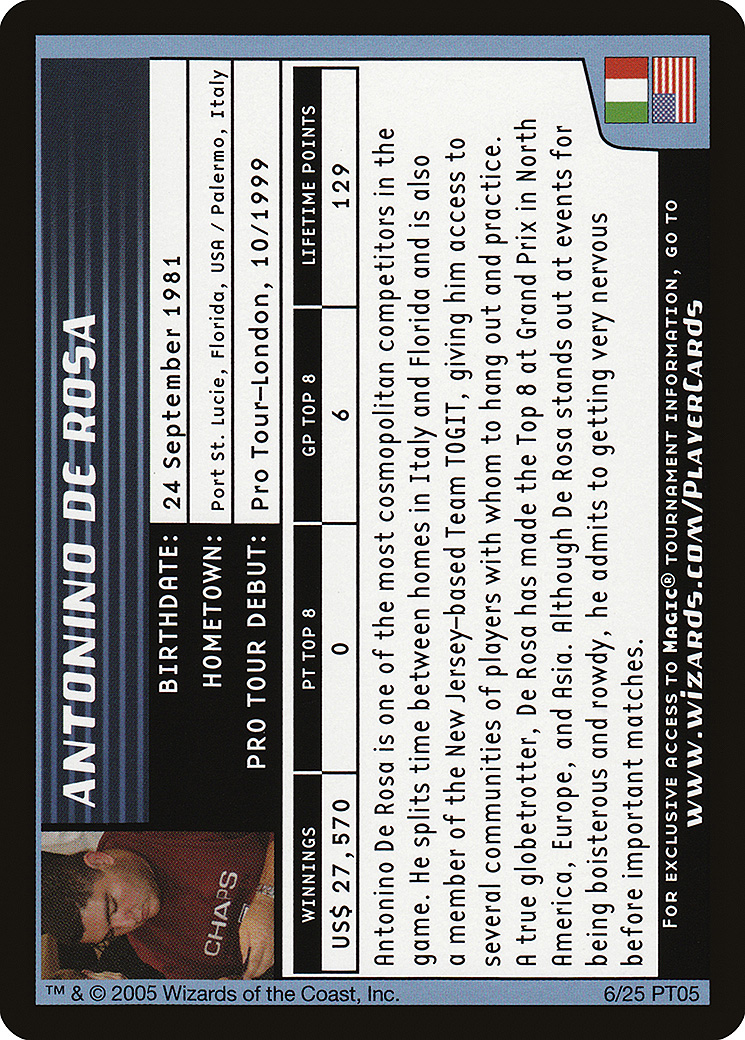 ANTONINO DE ROSA
BIRTHDATE: 24 September 1981
HOMETOWN: Port St. Lucie, Florida, USA / Palermo, Italy
PRO TOUR DEBUT: Pro Tour–London, 10/1999
WINNINGS PT TOP 8 GP TOP 8 LIFETIME POINTS
US$ 27,570 0 6 129
Antonino De Rosa is one of the most cosmopolitan competitors in the
game. He splits time between homes in Italy and Florida and is also
a member of the New Jersey–based Team TOGIT, giving him access to
several communities of players with whom to hang out and practice.
A true globetrotter, De Rosa has made the Top 8 at Grand Prix in North
America, Europe, and Asia. Although De Rosa stands out at events for
being boisterous and rowdy, he admits to getting very nervous
before important matches.
FOR EXCLUSIVE ACCESS TO MAGIC® TOURNAMENT INFORMATION, GO TO
www.wizards.com/PlayerCards
CHAPS
™ & © 2005 Wizards of the Coast, Inc.
6/25 PT05